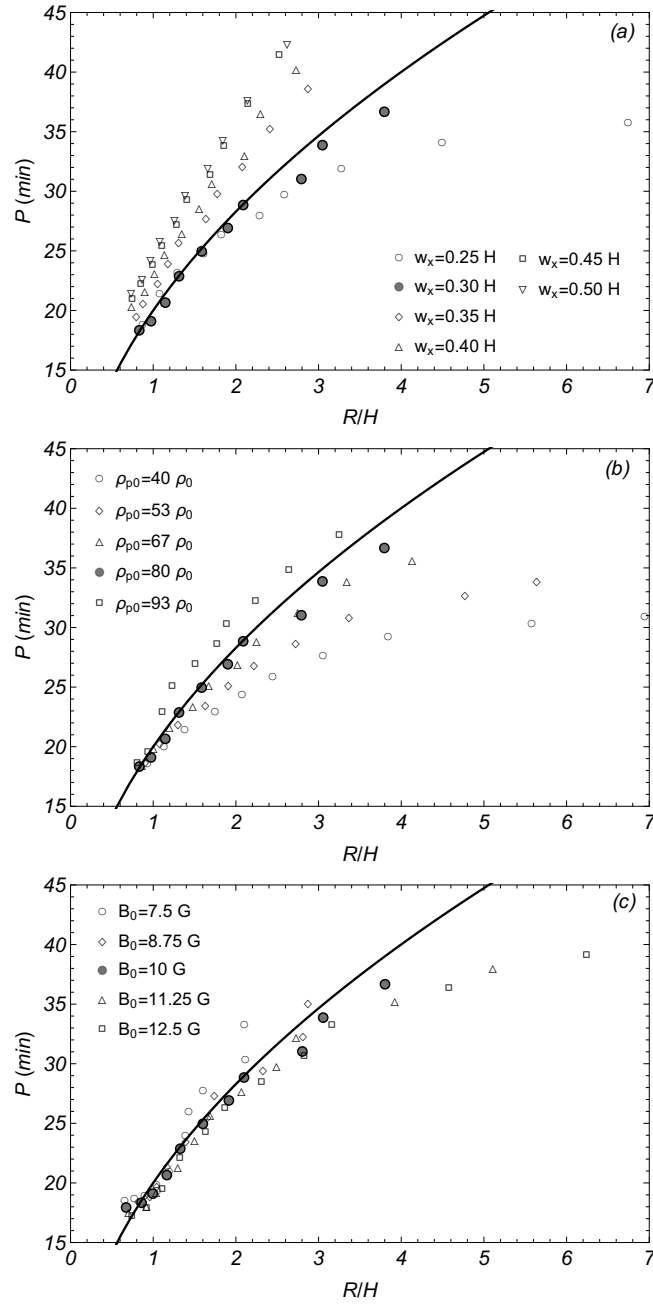 (a)
45
40
35
30
25
20
15
P (min)
w_x=0.25 H
w_x=0.45 H
w_x=0.30 H
w_x=0.50 H
w_x=0.35 H
w_x=0.40 H
0 1 2 3 4 5 6 7
R/H
(b)
45
40
35
30
25
20
15
P (min)
ρ_p0=40 ρ_0
ρ_p0=53 ρ_0
ρ_p0=67 ρ_0
ρ_p0=80 ρ_0
ρ_p0=93 ρ_0
0 1 2 3 4 5 6 7
R/H
(c)
45
40
35
30
25
20
15
P (min)
B_0=7.5 G
B_0=8.75 G
B_0=10 G
B_0=11.25 G
B_0=12.5 G
0 1 2 3 4 5 6 7
R/H